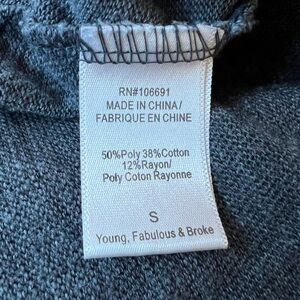 RN#106691
MADE IN CHINA/
FABRIQUE EN CHINE
50%Poly 38%Cotton
12%Rayon/
Poly Coton Rayonne
S
Young, Fabulous & Broke